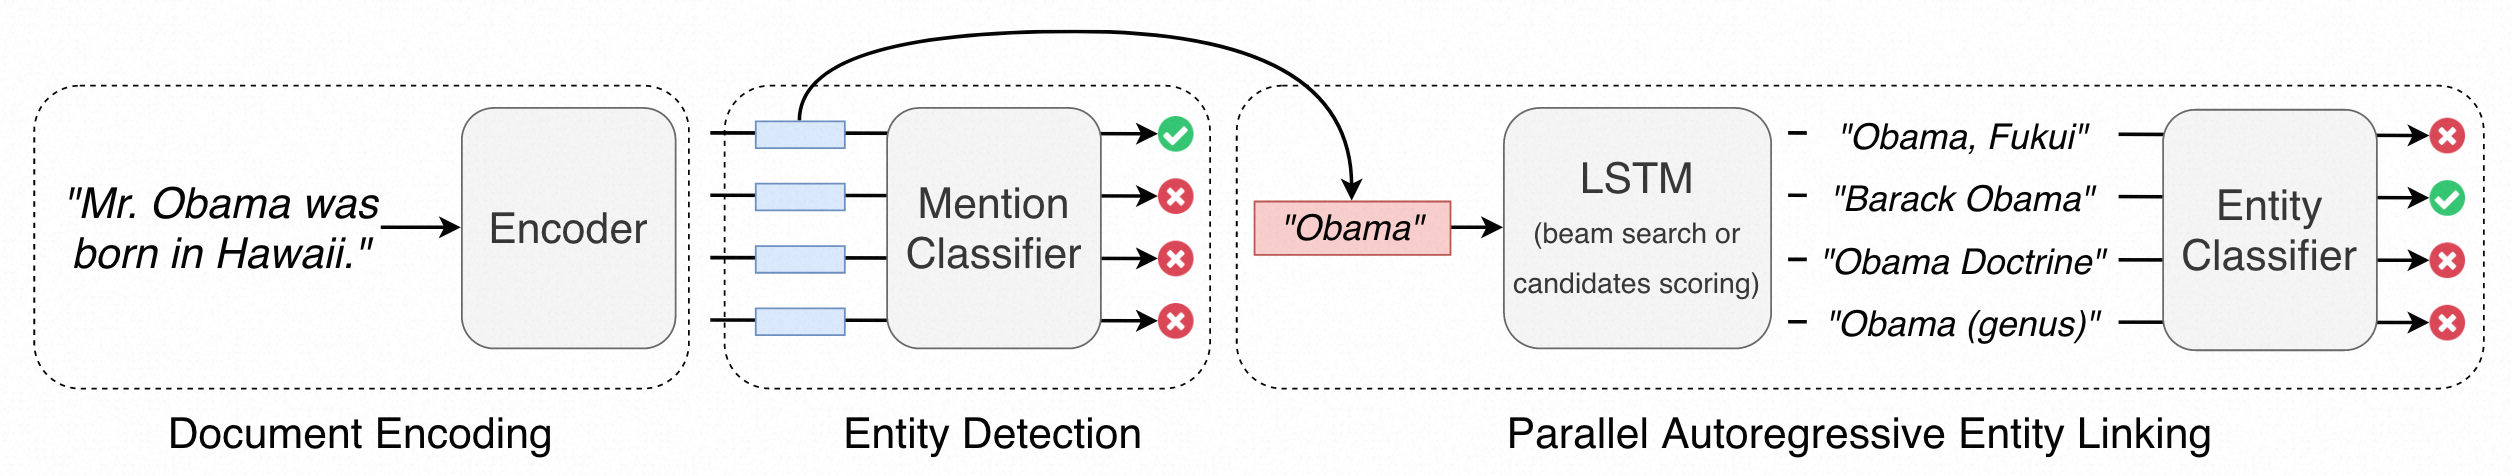 "Mr. Obama was
born in Hawaii."
Encoder
Document Encoding
Mention
Classifier
Entity Detection
"Obama"
LSTM
(beam search or
candidates scoring)
"Obama, Fukui"
"Barack Obama"
"Obama Doctrine"
"Obama (genus)"
Entity
Classifier
Parallel Autoregressive Entity Linking